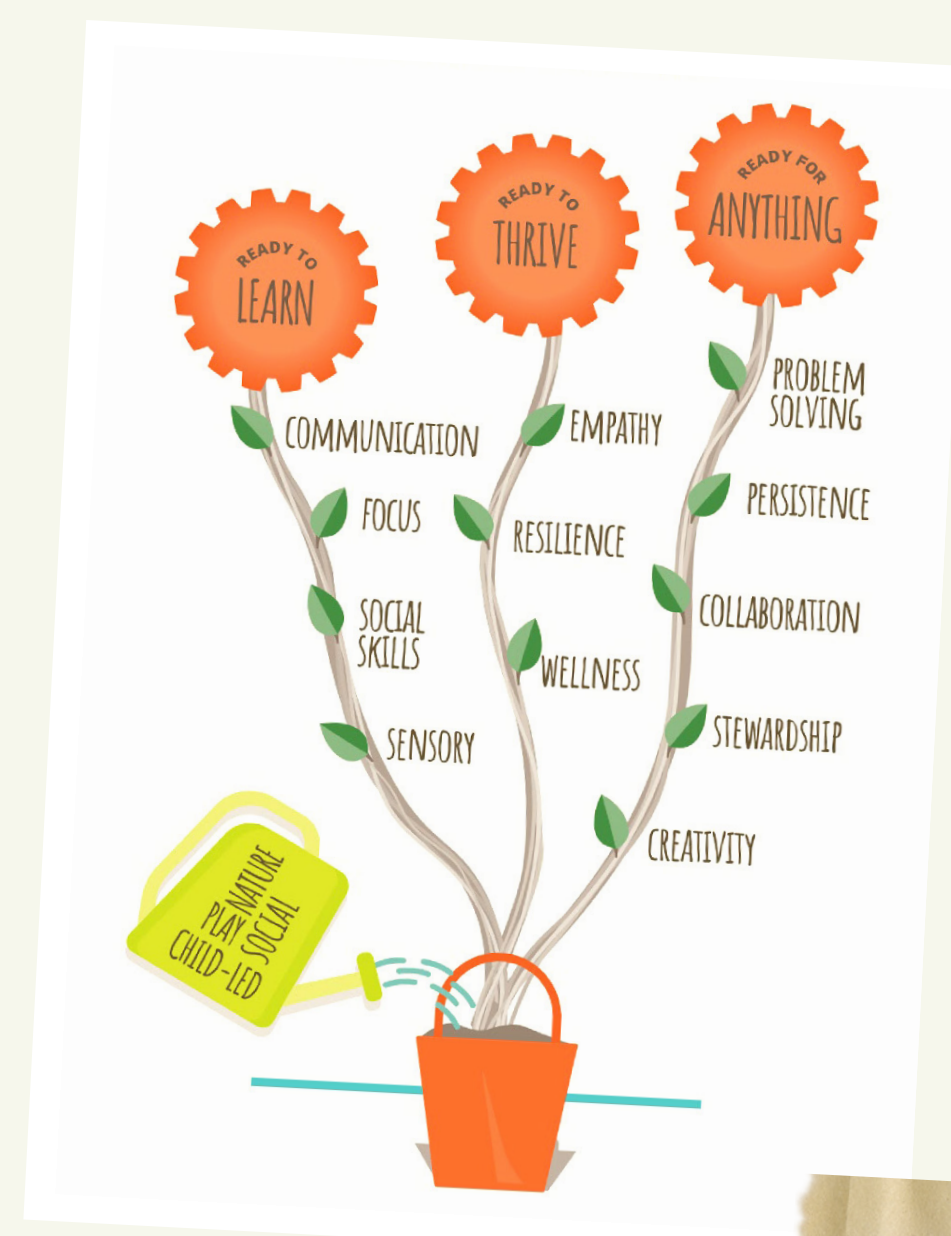 READY TO
LEARN
COMMUNICATION
FOCUS
SOCIAL
SKILLS
SENSORY
READY TO
THRIVE
EMPATHY
RESILIENCE
WELLNESS
READY FOR
ANYTHING
PROBLEM
SOLVING
PERSISTENCE
COLLABORATION
STEWARDSHIP
CREATIVITY
NATURE
PLAY
SOCIAL
CHILD-LED